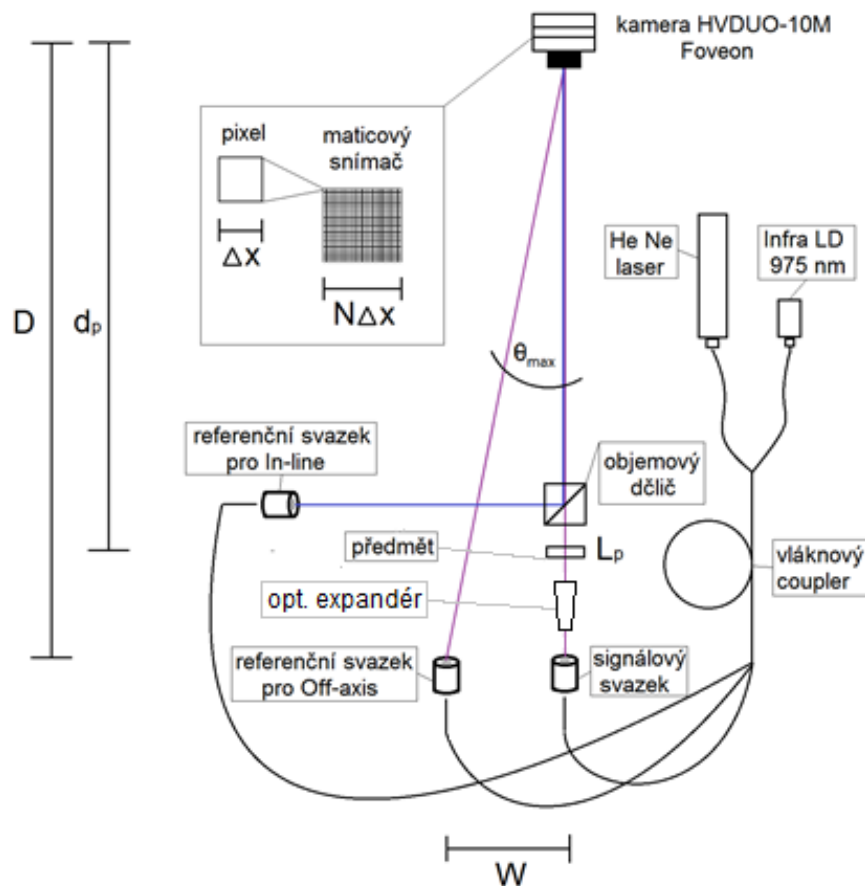 kamera HVDUO-10M
Foveon
pixel
maticový
snímač
Δx
NΔx
D
dₚ
θmax
He Ne
laser
Infra LD
975 nm
referenční svazek
pro In-line
objemový
dčlič
předmět
Lₚ
vláknový
coupler
opt. expandér
referenční svazek
pro Off-axis
signálový
svazek
W